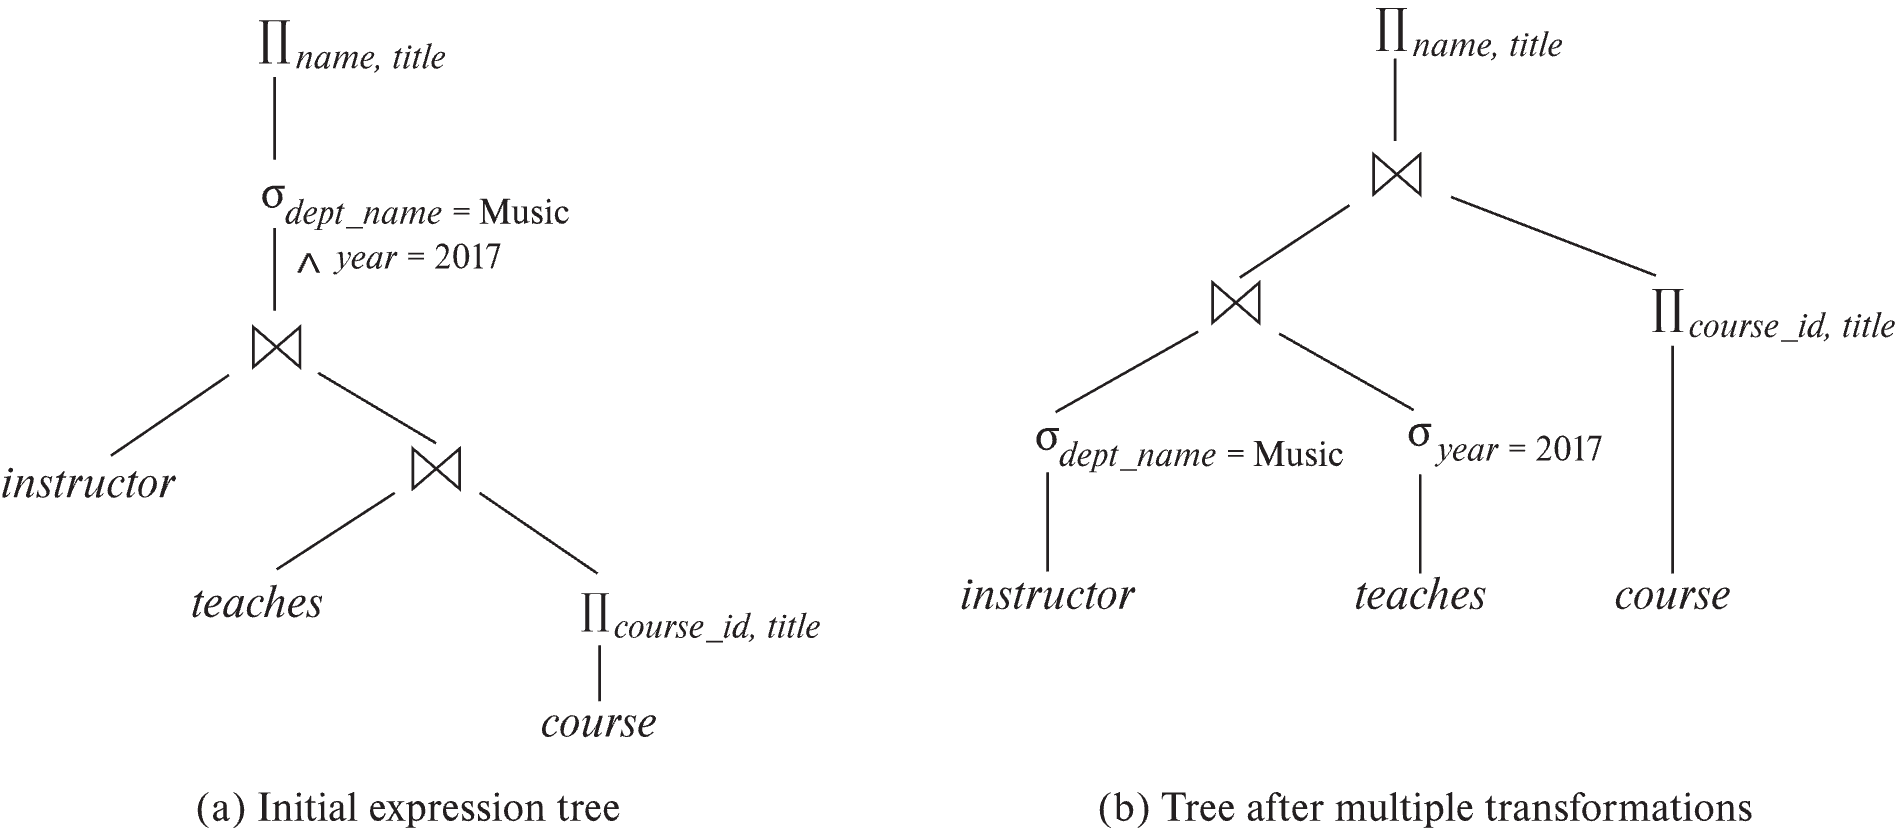 ∏ name, title
σ dept_name = Music
∧ year = 2017
⋈
instructor
⋈
teaches
∏ course_id, title
course
(a) Initial expression tree
∏ name, title
⋈
⋈
∏ course_id, title
σ dept_name = Music
σ year = 2017
instructor
teaches
course
(b) Tree after multiple transformations